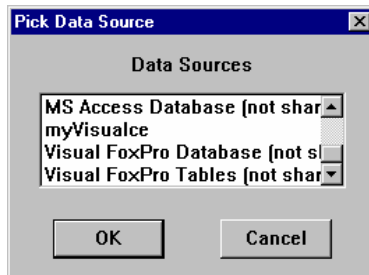 Pick Data Source
Data Sources
MS Access Database (not shar
myVisualce
Visual FoxPro Database (not sl
Visual FoxPro Tables (not shar
OK
Cancel